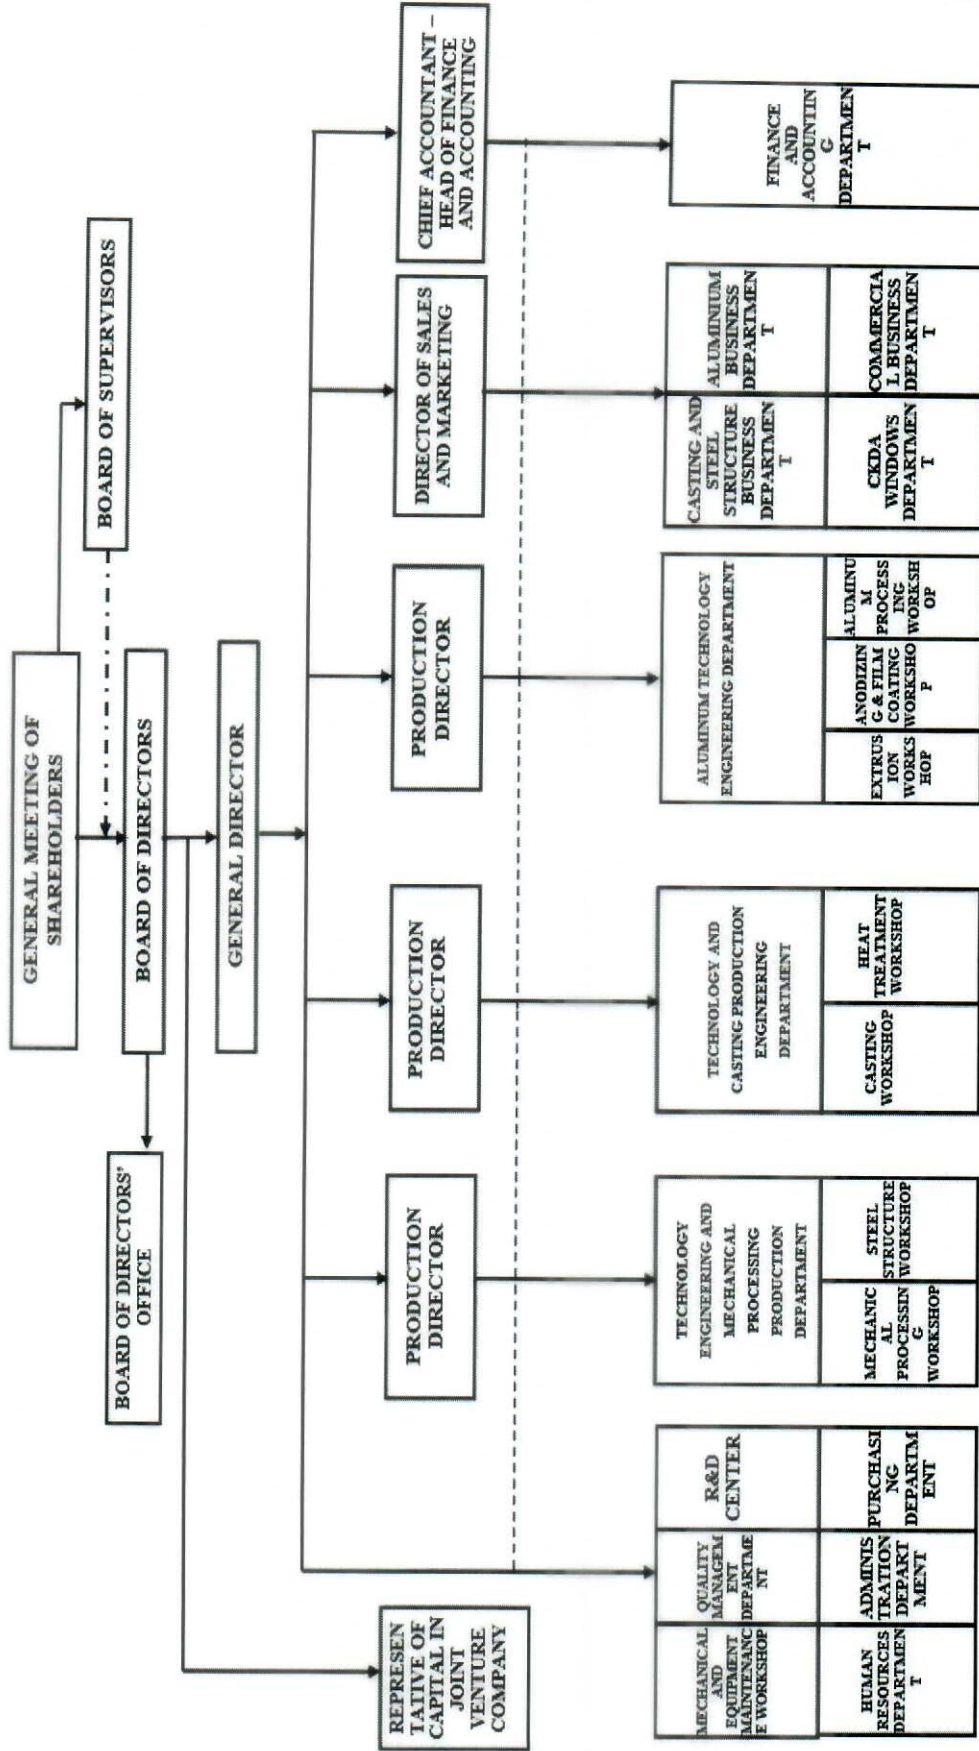 GENERAL MEETING OF
SHAREHOLDERS
BOARD OF SUPERVISORS
BOARD OF DIRECTORS'
OFFICE
BOARD OF DIRECTORS
GENERAL DIRECTOR
REPRESEN
TATIVE OF
CAPITAL IN
JOINT
VENTURE
COMPANY
PRODUCTION
DIRECTOR
PRODUCTION
DIRECTOR
PRODUCTION
DIRECTOR
DIRECTOR OF SALES
AND MARKETING
CHIEF ACCOUNTANT –
HEAD OF FINANCE
AND ACCOUNTING
MECHANICAL
AND
EQUIPMENT
MAINTENANC
E WORKSHOP
QUALITY
MANAGEM
ENT
DEPARTME
NT
R&D
CENTER
HUMAN
RESOURCES
DEPARTMEN
T
ADMINIS
TRATION
DEPART
MENT
PURCHASI
NG
DEPARTM
ENT
TECHNOLOGY
ENGINEERING AND
MECHANICAL
PROCESSING
PRODUCTION
DEPARTMENT
MECHANIC
AL
PROCESSIN
G
WORKSHOP
STEEL
STRUCTURE
WORKSHOP
TECHNOLOGY AND
CASTING PRODUCTION
ENGINEERING
DEPARTMENT
CASTING
WORKSHOP
HEAT
TREATMENT
WORKSHOP
ALUMINUM TECHNOLOGY
ENGINEERING DEPARTMENT
EXTRUS
ION
WORKS
HOP
ANODIZIN
G & FILM
COATING
WORKSHO
P
ALUMINU
M
PROCESS
ING
WORKSH
OP
CASTING AND
STEEL
STRUCTURE
BUSINESS
DEPARTMEN
T
ALUMINIUM
BUSINESS
DEPARTMEN
T
CKDA
WINDOWS
DEPARTMEN
T
COMMERCIA
L BUSINESS
DEPARTMEN
T
FINANCE
AND
ACCOUNTIN
G
DEPARTMEN
T